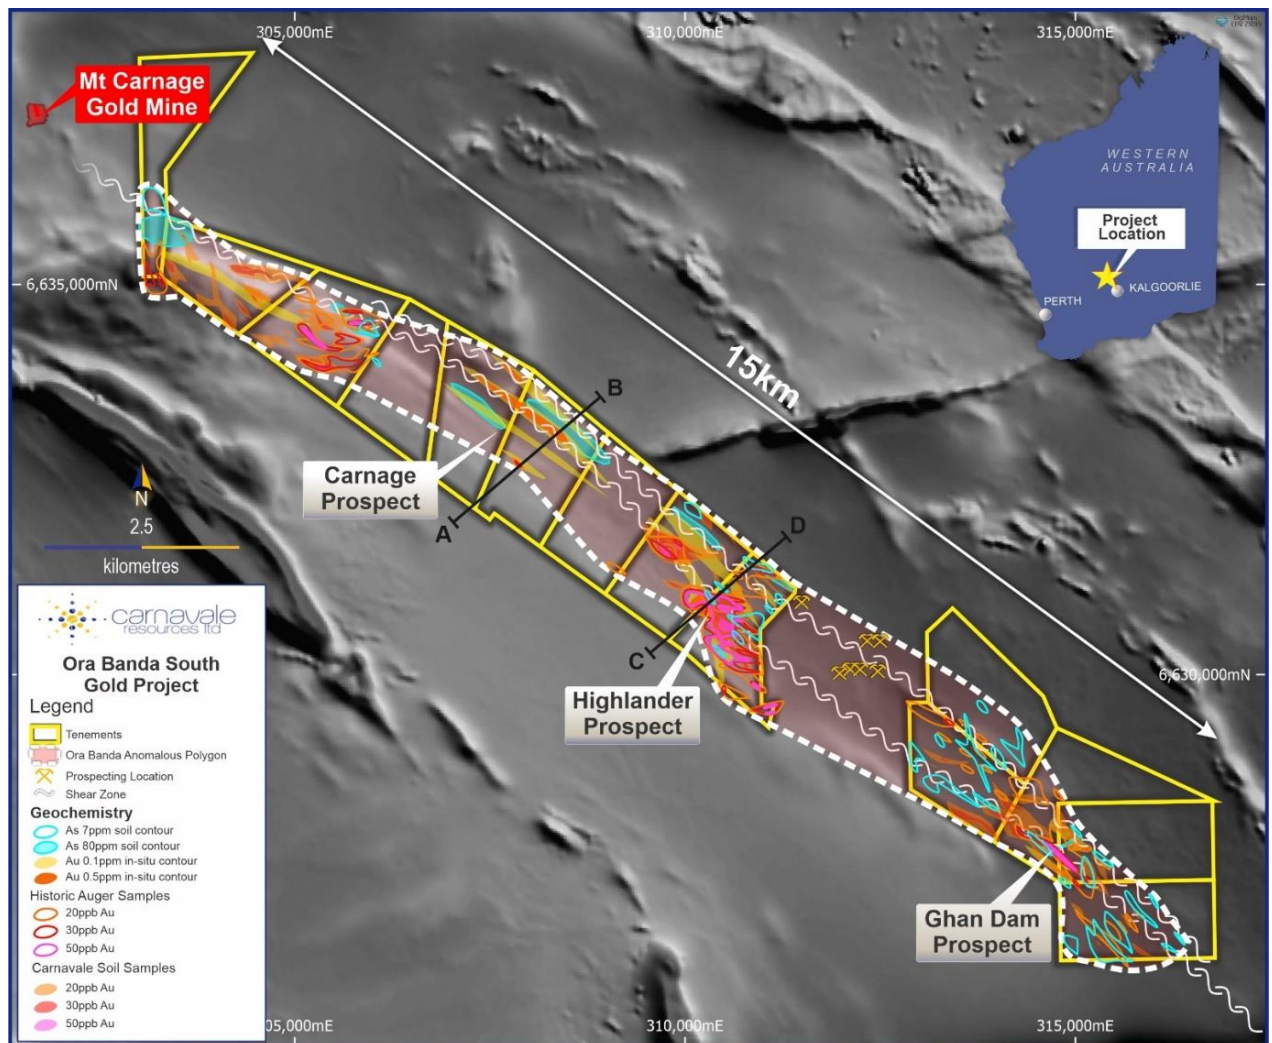 305,000mE
310,000mE
315,000mE
Mt Carnage
Gold Mine
WESTERN
AUSTRALIA
Project
Location
KALGOORLIE
PERTH
6,635,000mN
15km
B
Carnage
Prospect
A
N
2.5
kilometres
D
C
Highlander
Prospect
6,630,000mN
Ghan Dam
Prospect
carnavale
resources ltd
Ora Banda South
Gold Project
Legend
Tenements
Ora Banda Anomalous Polygon
Prospecting Location
Shear Zone
Geochemistry
As 7ppm soil contour
As 80ppm soil contour
Au 0.1ppm in-situ contour
Au 0.5ppm in-situ contour
Historic Auger Samples
20ppb Au
30ppb Au
50ppb Au
Carnavale Soil Samples
20ppb Au
30ppb Au
50ppb Au
05,000mE
310,000mE
315,000mE